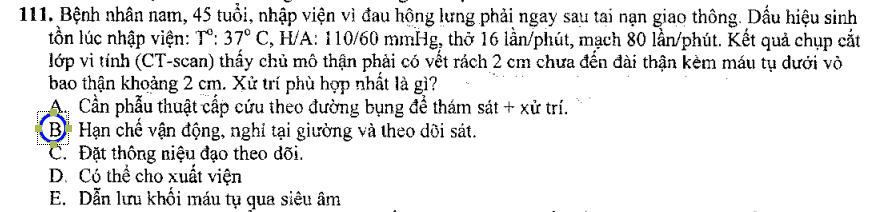 111. Bệnh nhân nam, 45 tuổi, nhập viện vì đau hông lưng phải ngay sau tai nạn giao thông. Dấu hiệu sinh
tồn lúc nhập viện: T°: 37° C, H/A: 110/60 mmHg, thở 16 lần/phút, mạch 80 lần/phút. Kết quả chụp cắt
lớp vi tính (CT-scan) thấy chủ mô thận phải có vết rách 2 cm chưa đến đài thận kèm máu tụ dưới vỏ
bao thận khoảng 2 cm. Xử trí phù hợp nhất là gì?
A. Cần phẫu thuật cấp cứu theo đường bụng để thám sát + xử trí.
B. Hạn chế vận động, nghỉ tại giường và theo dõi sát.
C. Đặt thông niệu đạo theo dõi.
D. Có thể cho xuất viện
E. Dẫn lưu khối máu tụ qua siêu âm